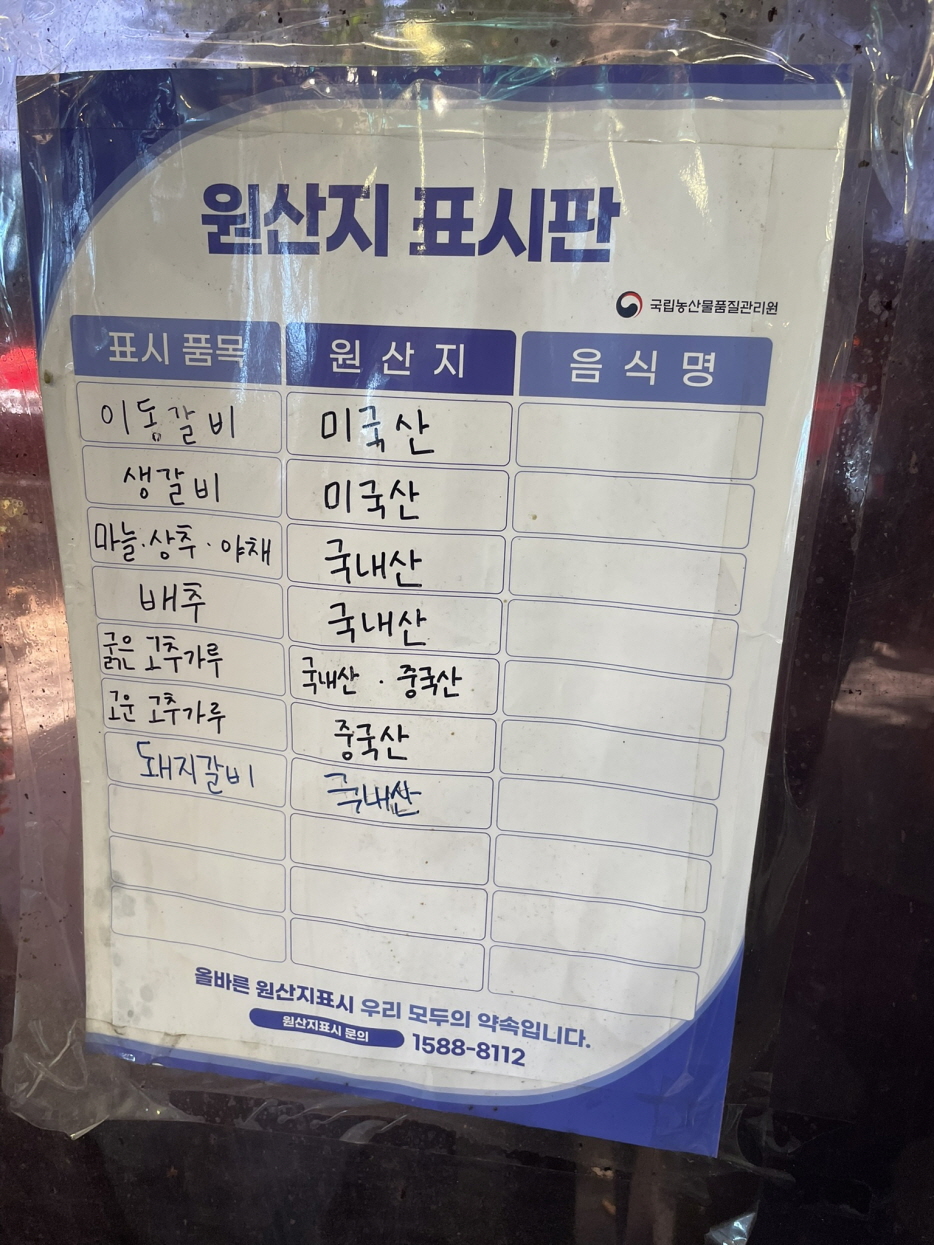 원산지 표시판
국립농산물품질관리원
표시 품목 원 산 지 음 식 명
이동갈비 미국산
생갈비 미국산
마늘·상추·야채 국내산
배추 국내산
굵은 고추가루 국내산 · 중국산
고운 고추가루 중국산
돼지갈비 국내산
올바른 원산지표시 우리 모두의 약속입니다.
원산지표시 문의 1588-8112